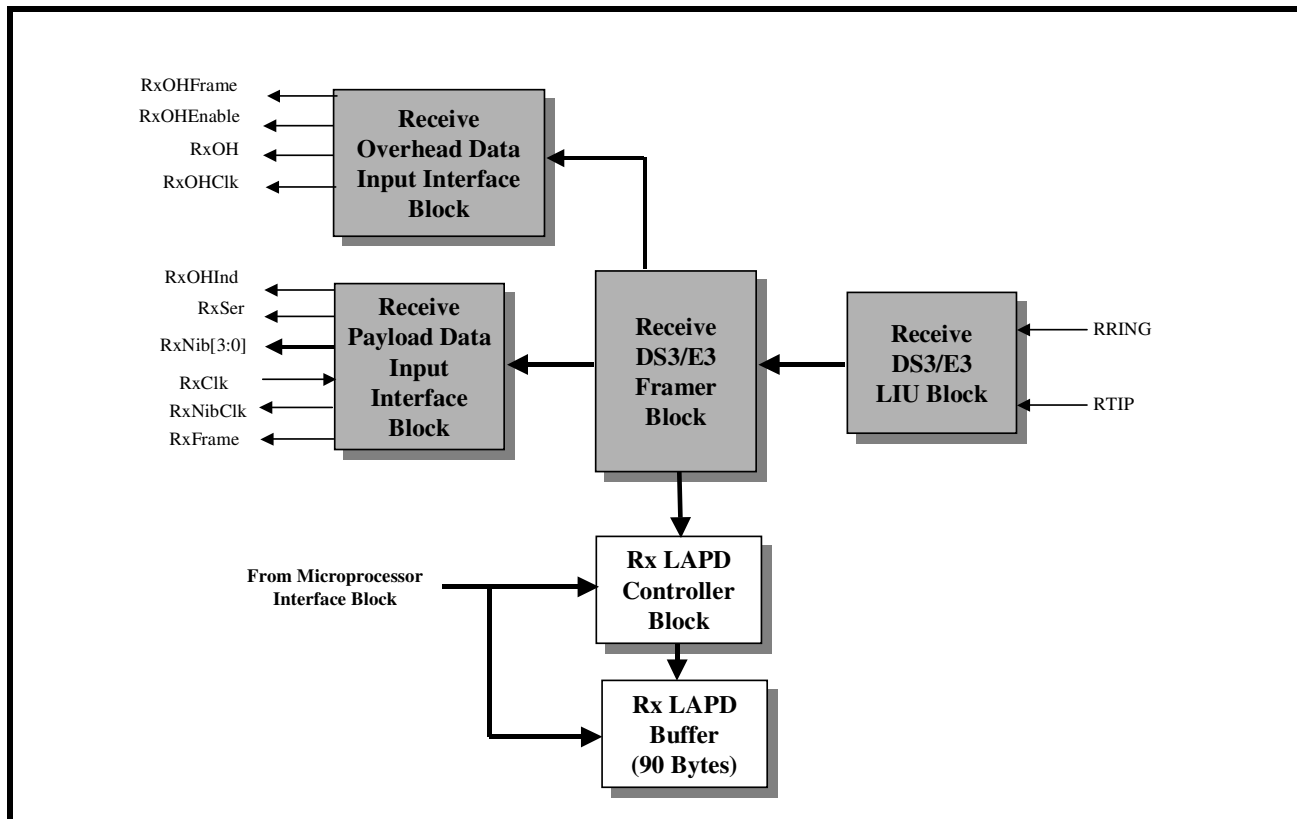 RxOHFrame
RxOHEnable
RxOH
RxOHClk
Receive
Overhead Data
Input Interface
Block
RxOHInd
RxSer
RxNib[3:0]
RxClk
RxNibClk
RxFrame
Receive
Payload Data
Input
Interface
Block
Receive
DS3/E3
Framer
Block
Receive
DS3/E3
LIU Block
RRING
RTIP
From Microprocessor
Interface Block
Rx LAPD
Controller
Block
Rx LAPD
Buffer
(90 Bytes)